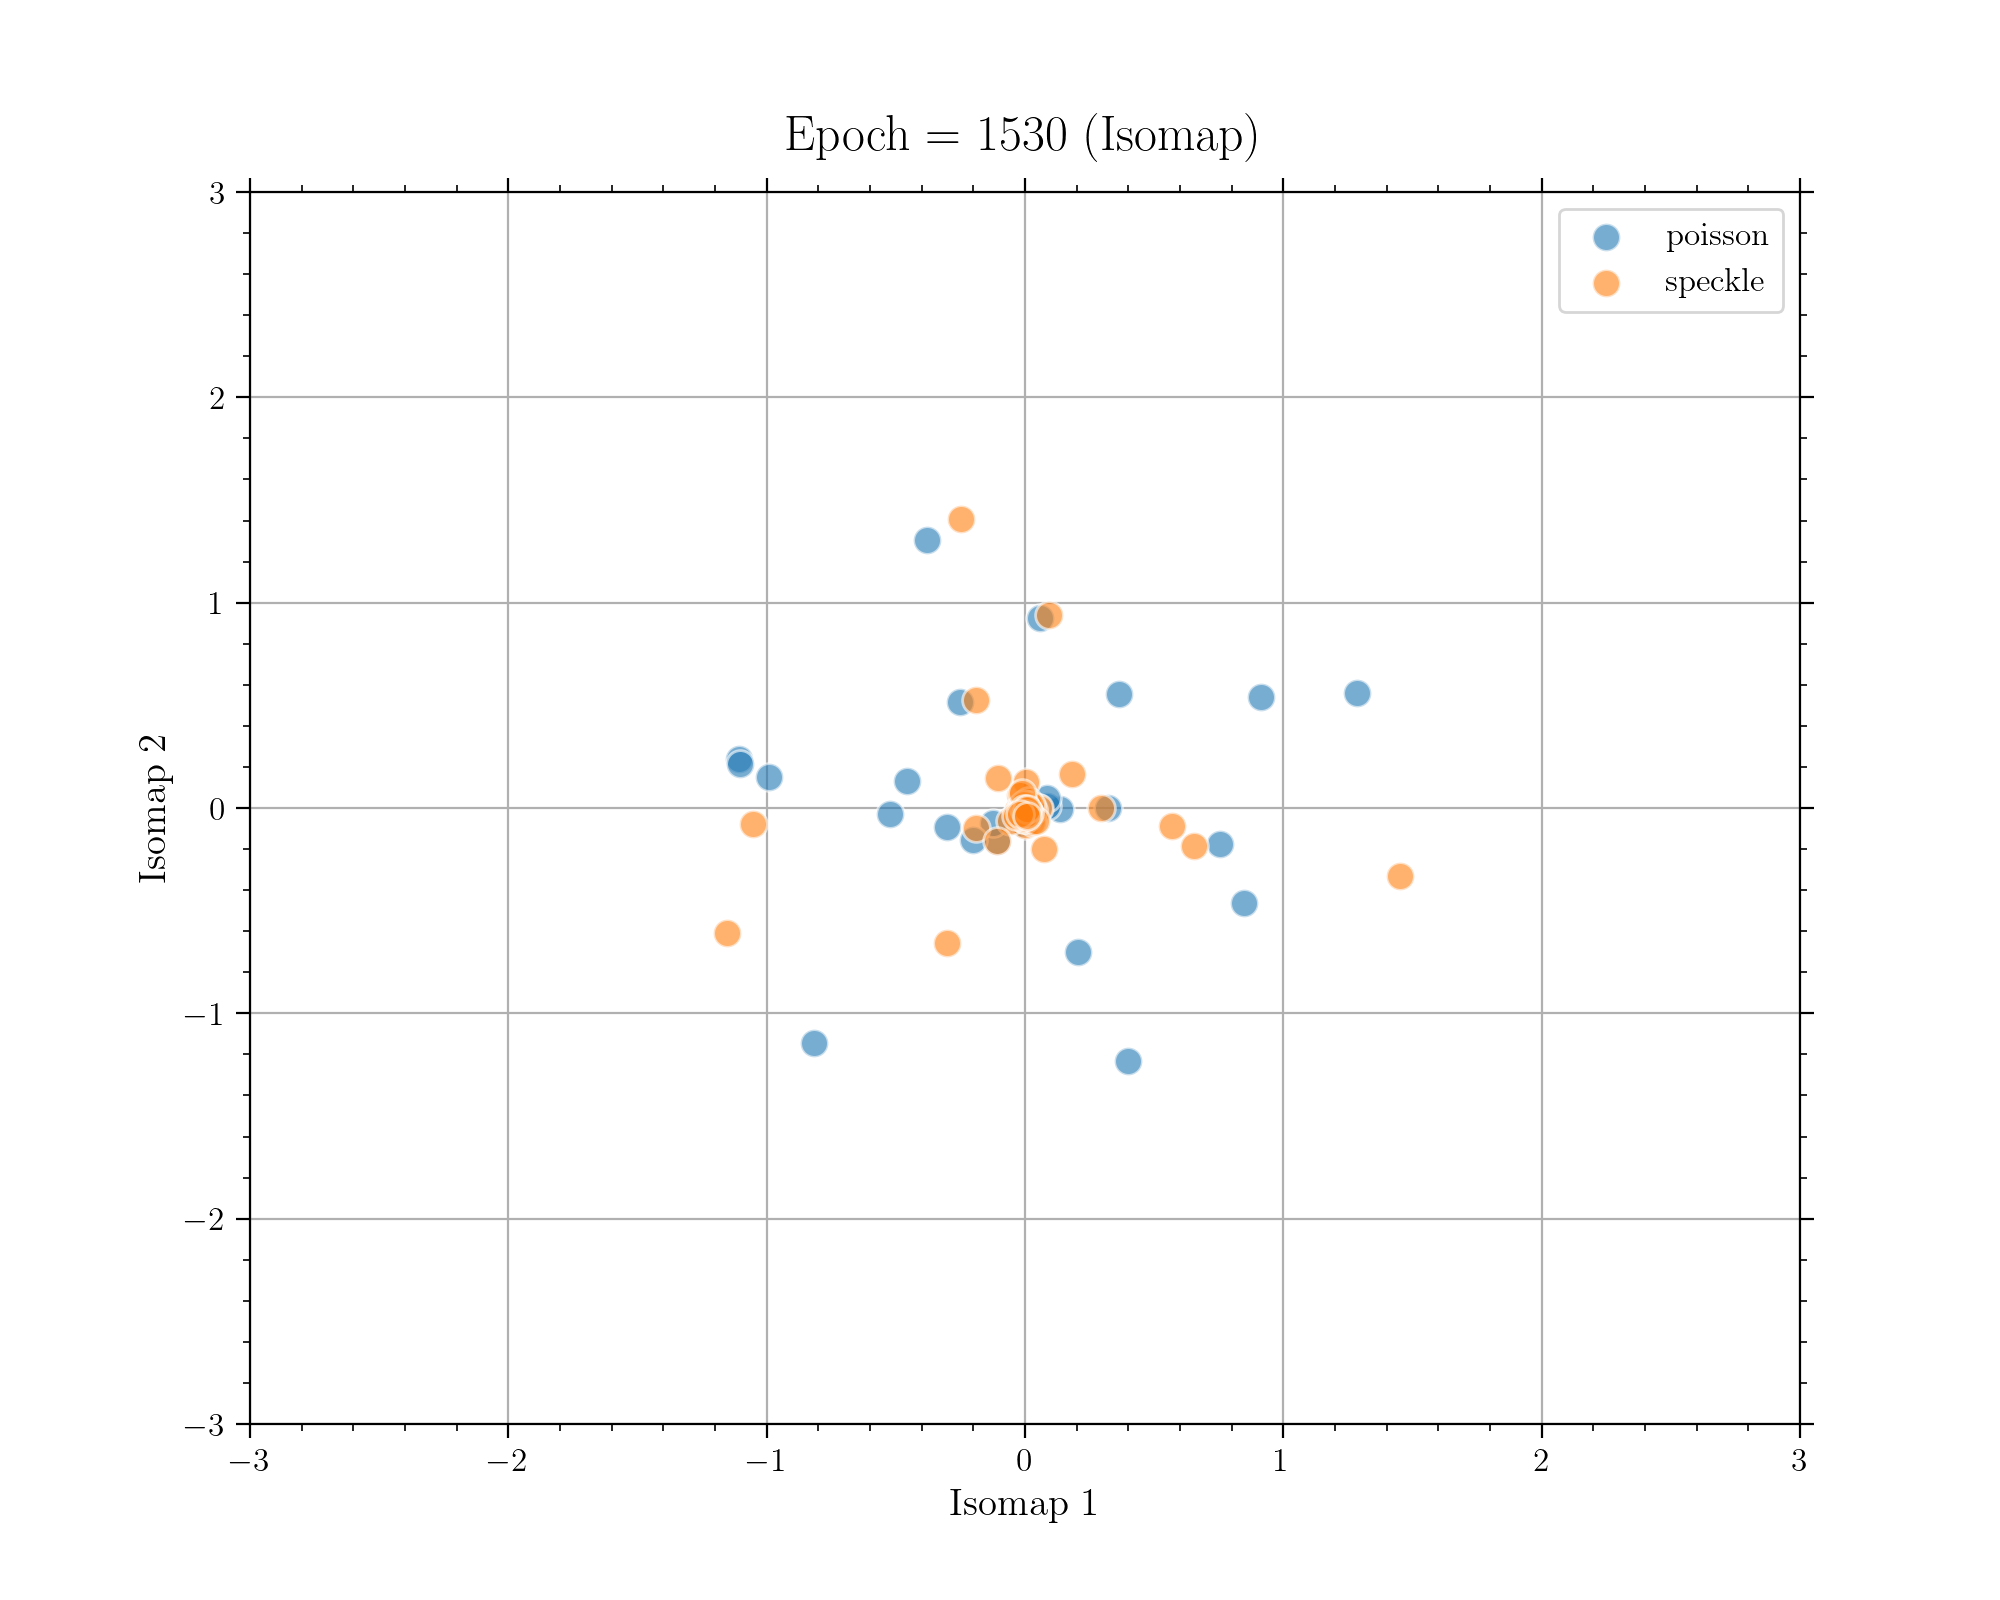 Epoch = 1530 (Isomap)
poisson
speckle
3
2
1
0
−1
−2
−3
Isomap 2
−3
−2
−1
0
1
2
3
Isomap 1